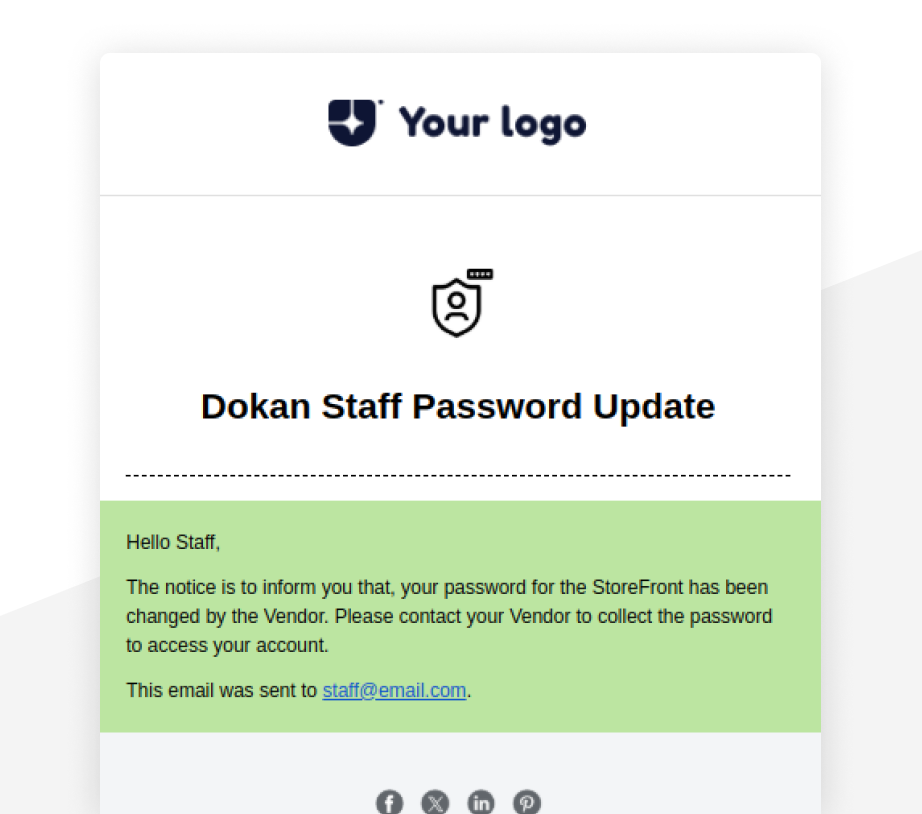 Your logo
Dokan Staff Password Update
Hello Staff,
The notice is to inform you that, your password for the StoreFront has been
changed by the Vendor. Please contact your Vendor to collect the password
to access your account.
This email was sent to staff@email.com.